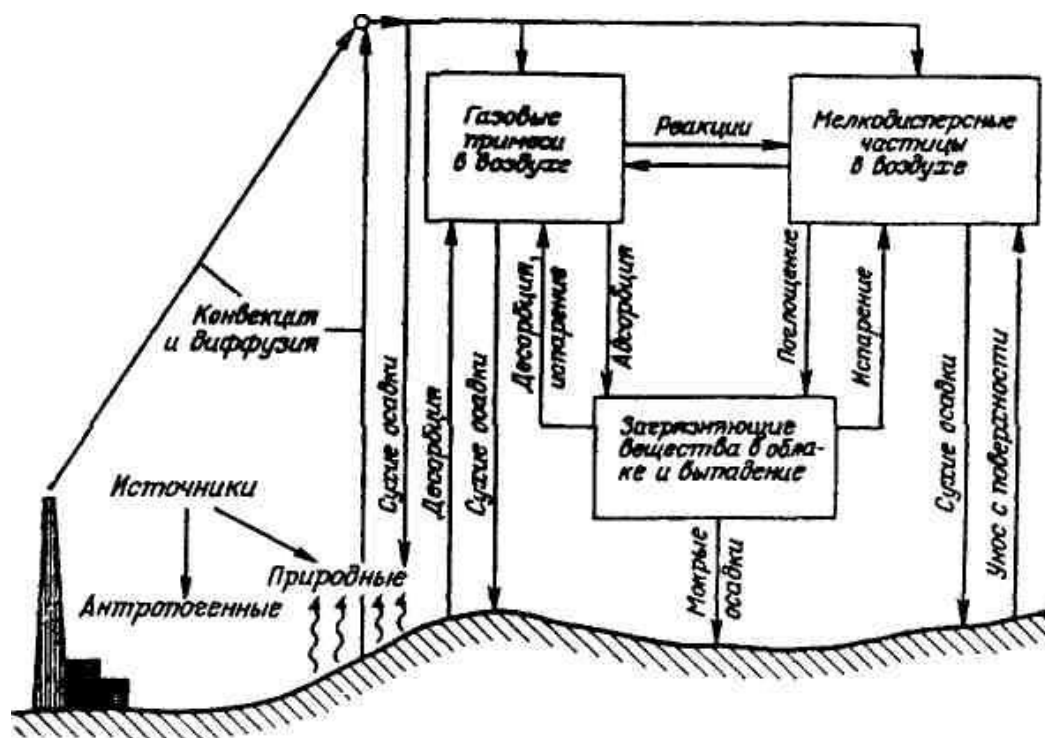 Газовые
примеси
в воздухе
Реакции
Мелкодисперсные
частицы
в воздухе
Конвекция
и диффузия
Сухие осадки
Десорбция
Сухие осадки
Десорбция,
испарение
Адсорбция
Поглощение
Испарение
Сухие осадки
Унос с поверхности
Загрязняющие
вещества в обла-
ке и выпадение
Источники
Природные
Антропогенные
Мокрые
осадки